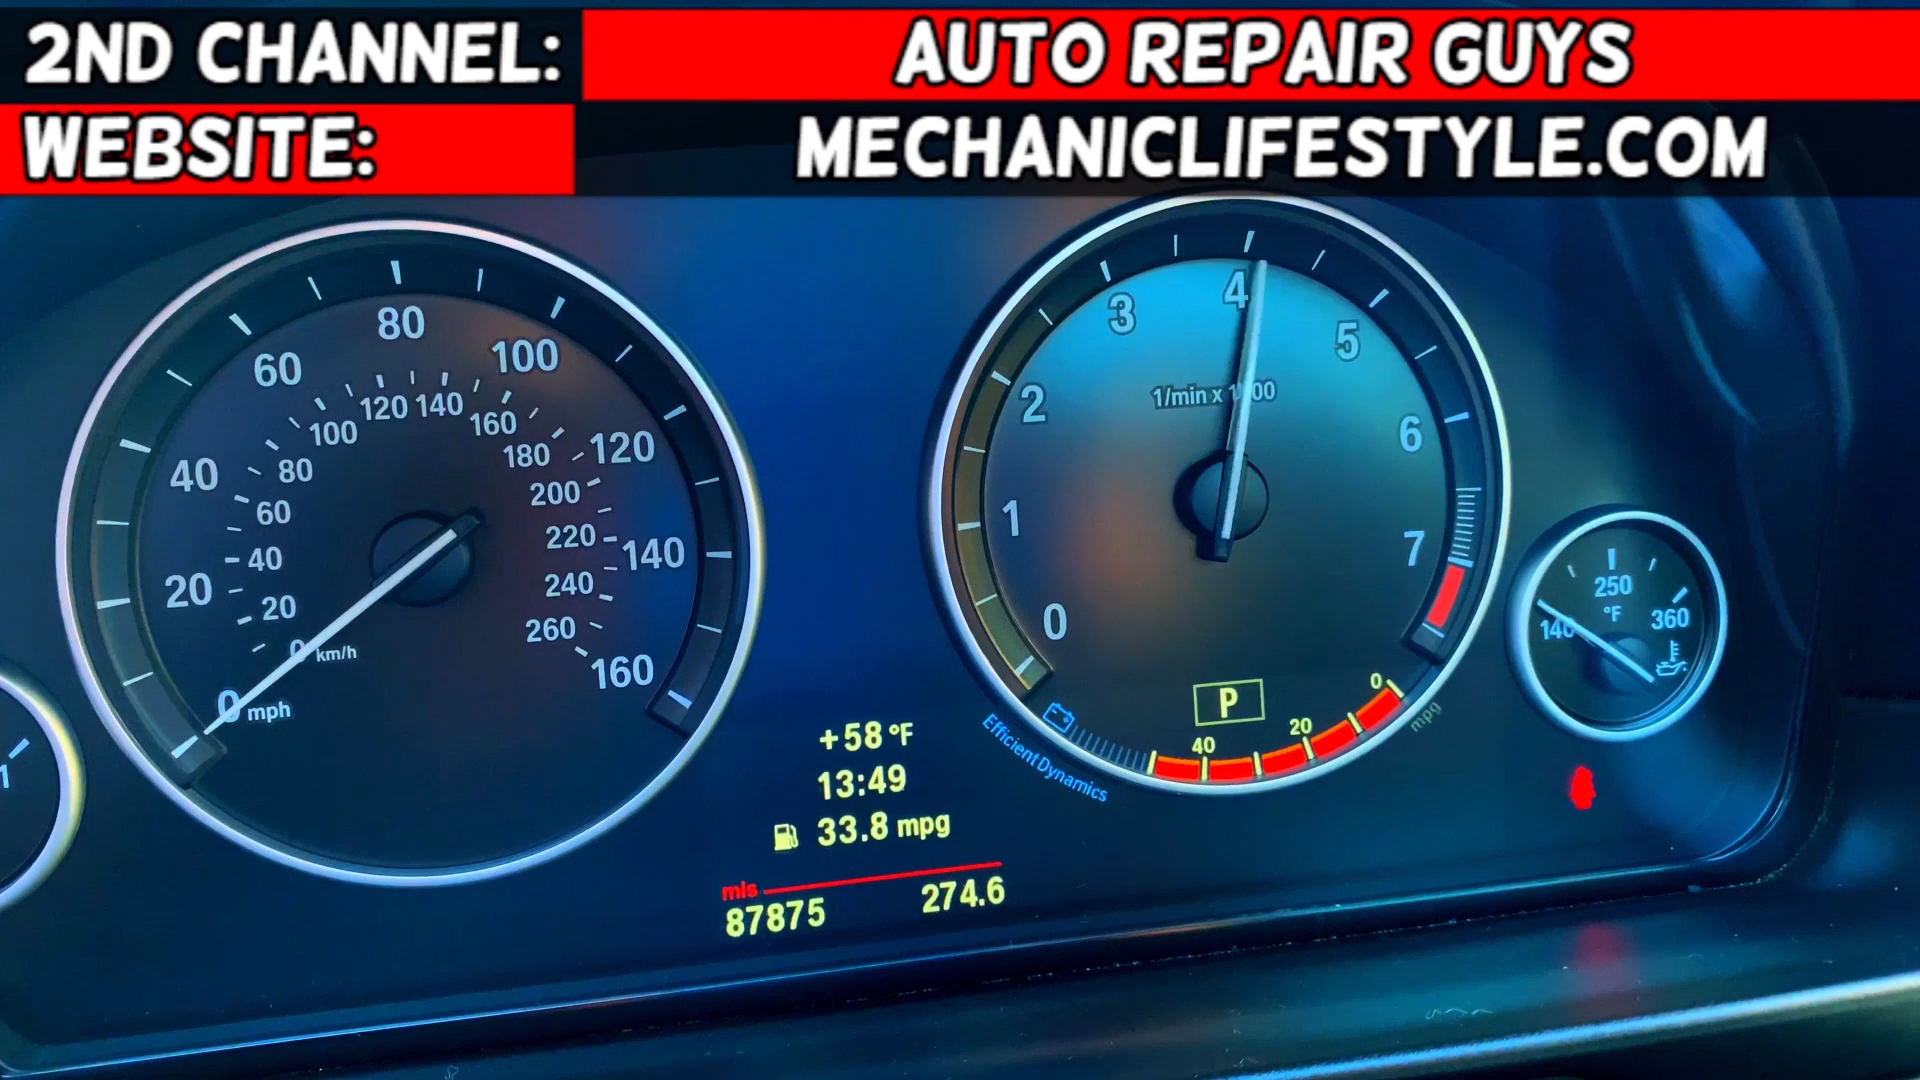 2ND CHANNEL: AUTO REPAIR GUYS
WEBSITE: MECHANICLIFESTYLE.COM
80
60 100
40 120
20 140
0 mph 160
120 140
100 160
80 180
60 200
40 220
20 240
0 km/h 260
4
3 5
2 6
1 7
0
1/min x
P
40 20 0 mpg
EfficientDynamics
250
°F
140 360
1
+58 °F
13:49
33.8 mpg
mls
87875 274.6